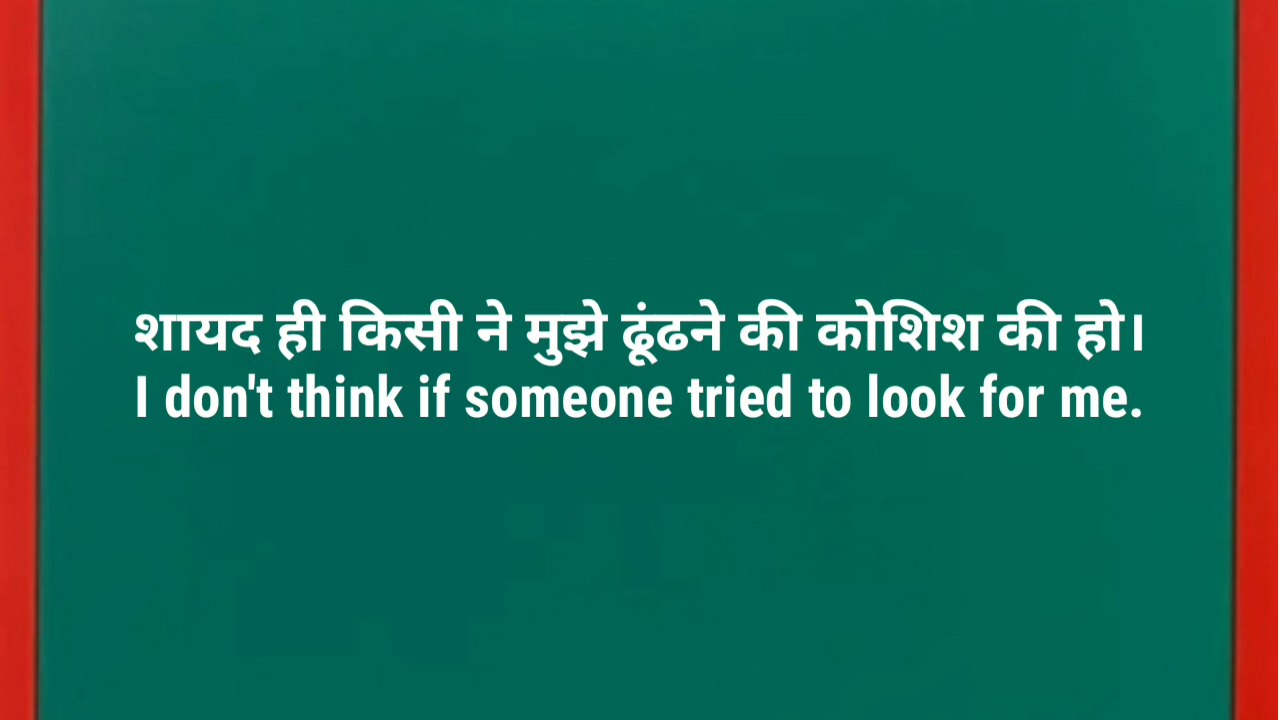 शायद ही किसी ने मुझे ढूंढने की कोशिश की हो।
I don't think if someone tried to look for me.